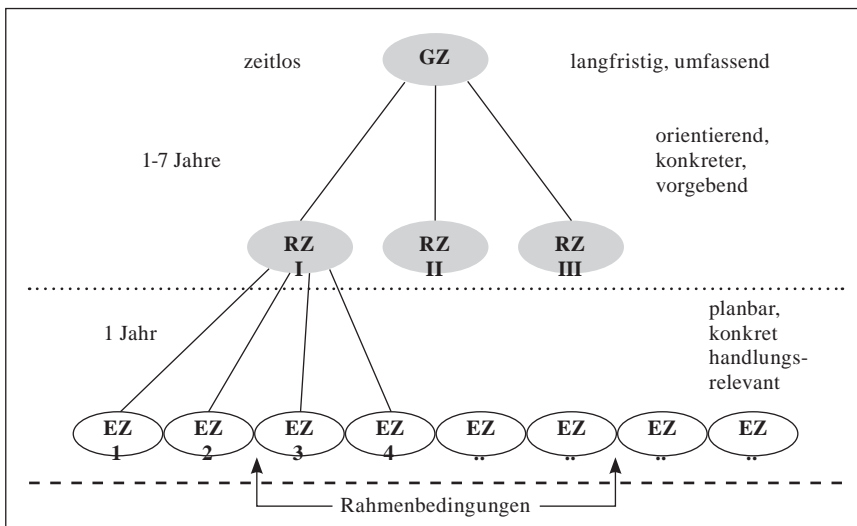 zeitlos GZ langfristig, umfassend
1-7 Jahre
orientierend,
konkreter,
vorgebend
RZ RZ RZ
I II III
1 Jahr
planbar,
konkret
handlungs-
relevant
EZ EZ EZ EZ EZ EZ EZ EZ
1 2 3 4 .. .. .. ..
Rahmenbedingungen